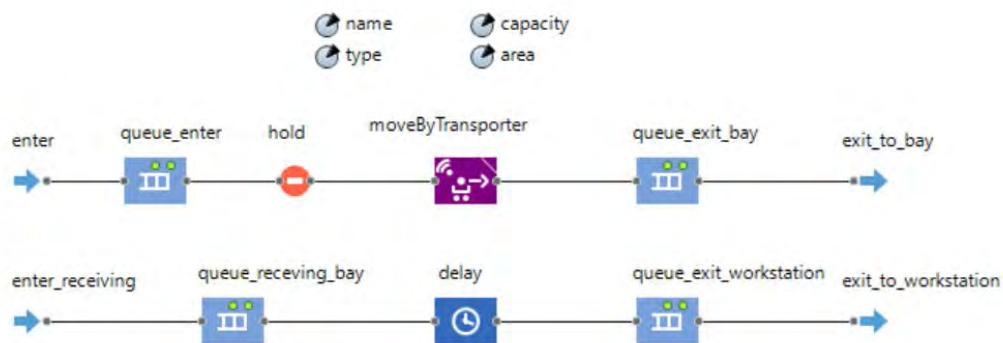 name
capacity
type
area
enter
queue_enter
hold
moveByTransporter
queue_exit_bay
exit_to_bay
enter_receiving
queue_receving_bay
delay
queue_exit_workstation
exit_to_workstation